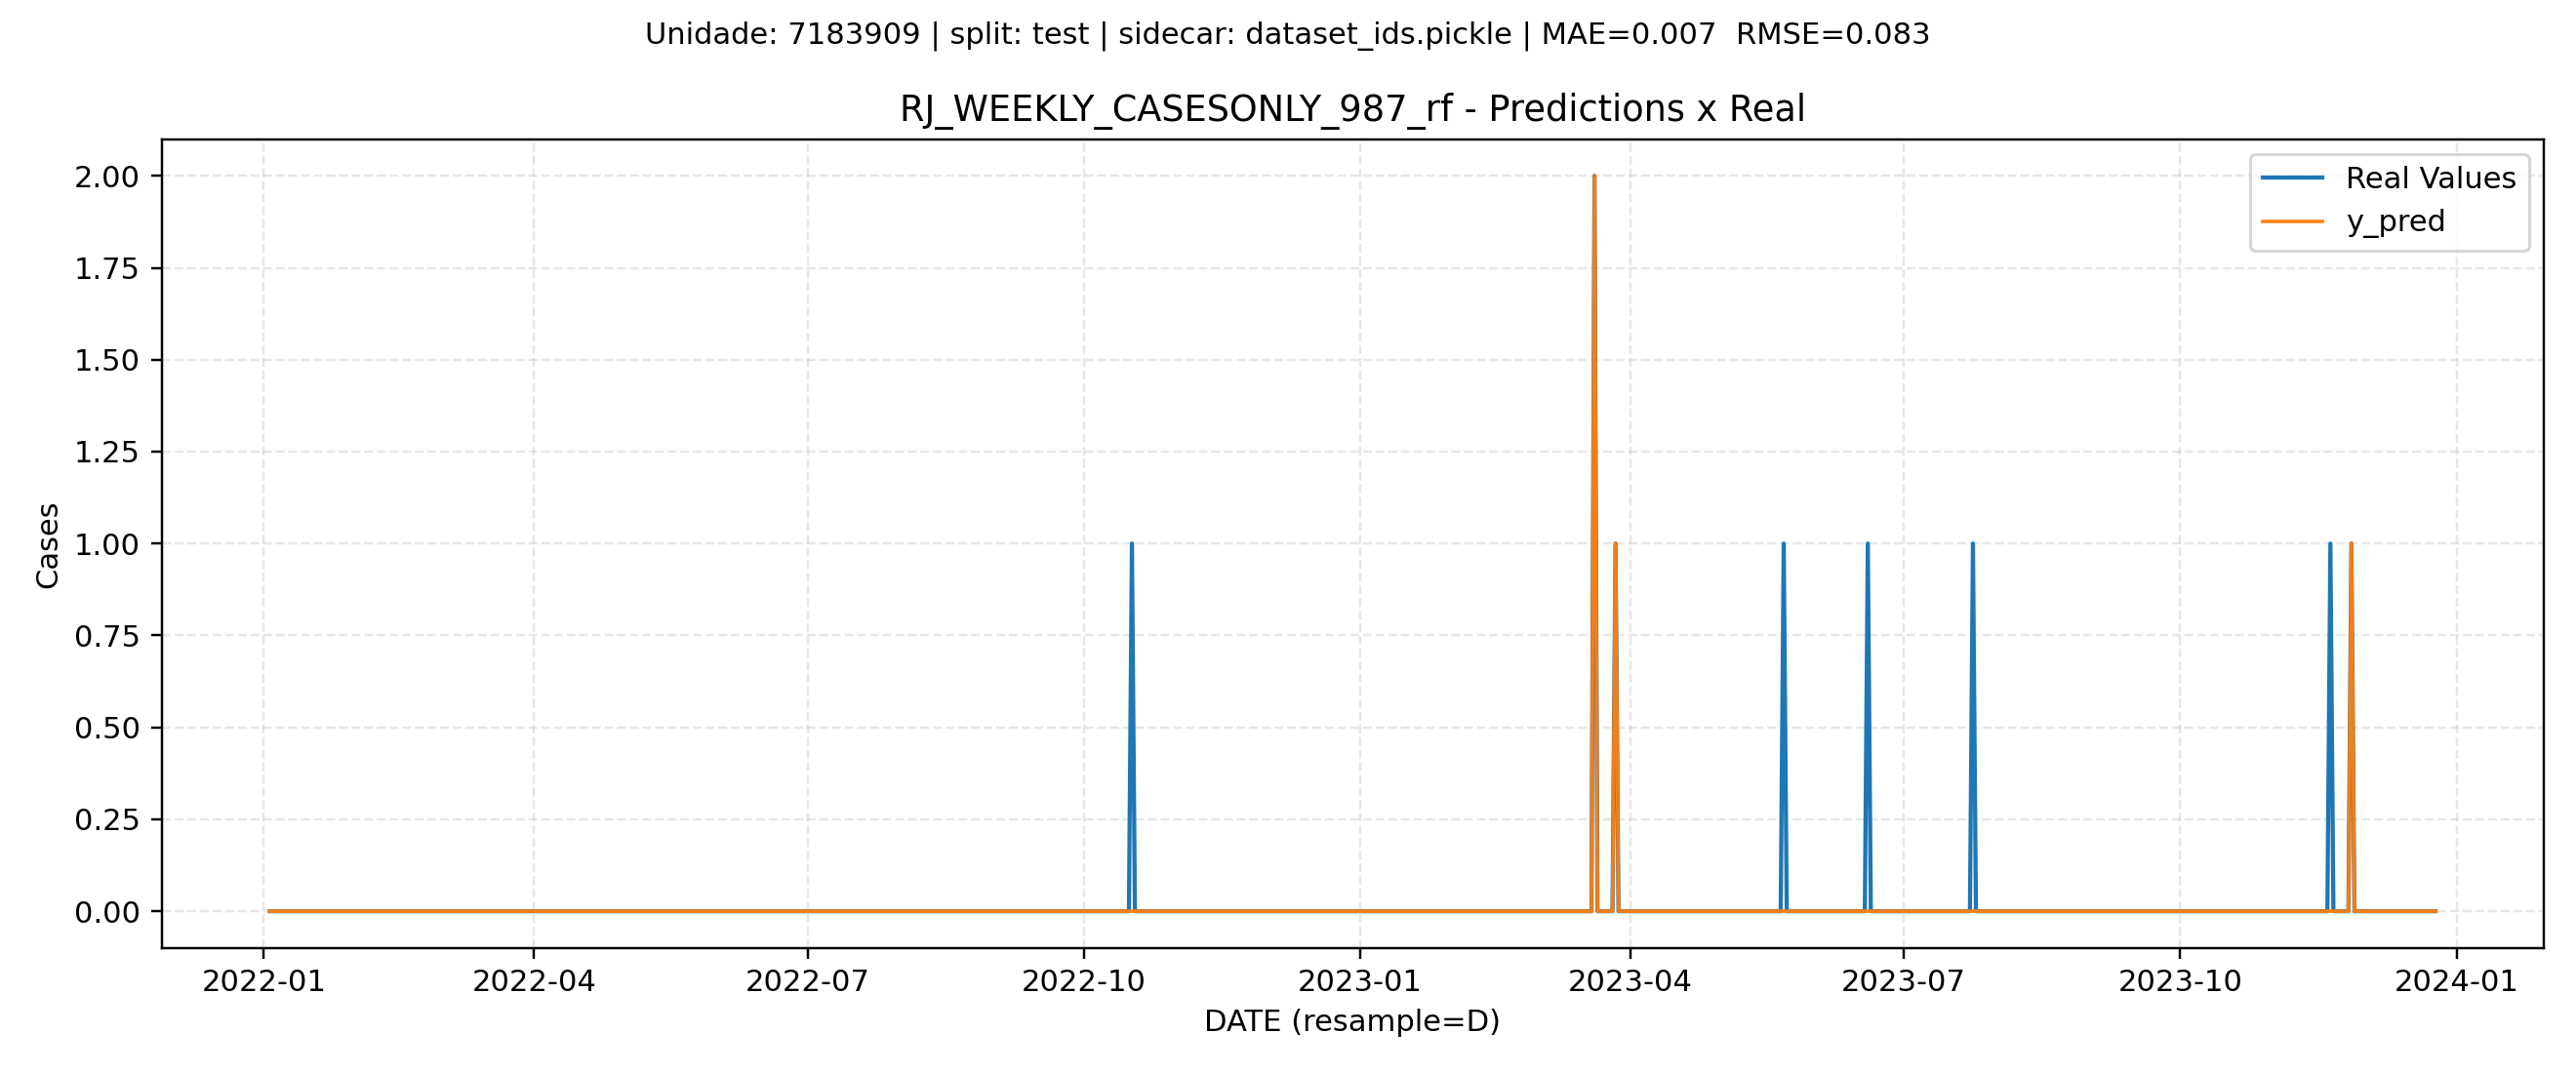 Unidade: 7183909 | split: test | sidecar: dataset_ids.pickle | MAE=0.007  RMSE=0.083
RJ_WEEKLY_CASESONLY_987_rf - Predictions x Real
Real Values
y_pred
2.00
1.75
1.50
1.25
1.00
0.75
0.50
0.25
0.00
Cases
2022-01 2022-04 2022-07 2022-10 2023-01 2023-04 2023-07 2023-10 2024-01
DATE (resample=D)